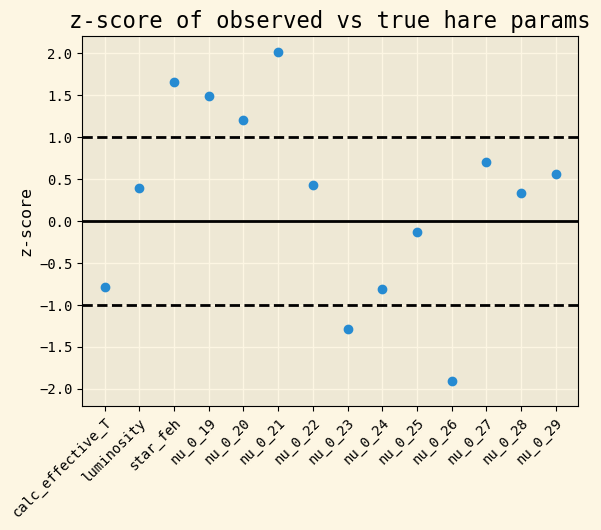 z-score of observed vs true hare params
z-score
2.0
1.5
1.0
0.5
0.0
−0.5
−1.0
−1.5
−2.0
calc_effective_T
luminosity
star_feh
nu_0_19
nu_0_20
nu_0_21
nu_0_22
nu_0_23
nu_0_24
nu_0_25
nu_0_26
nu_0_27
nu_0_28
nu_0_29